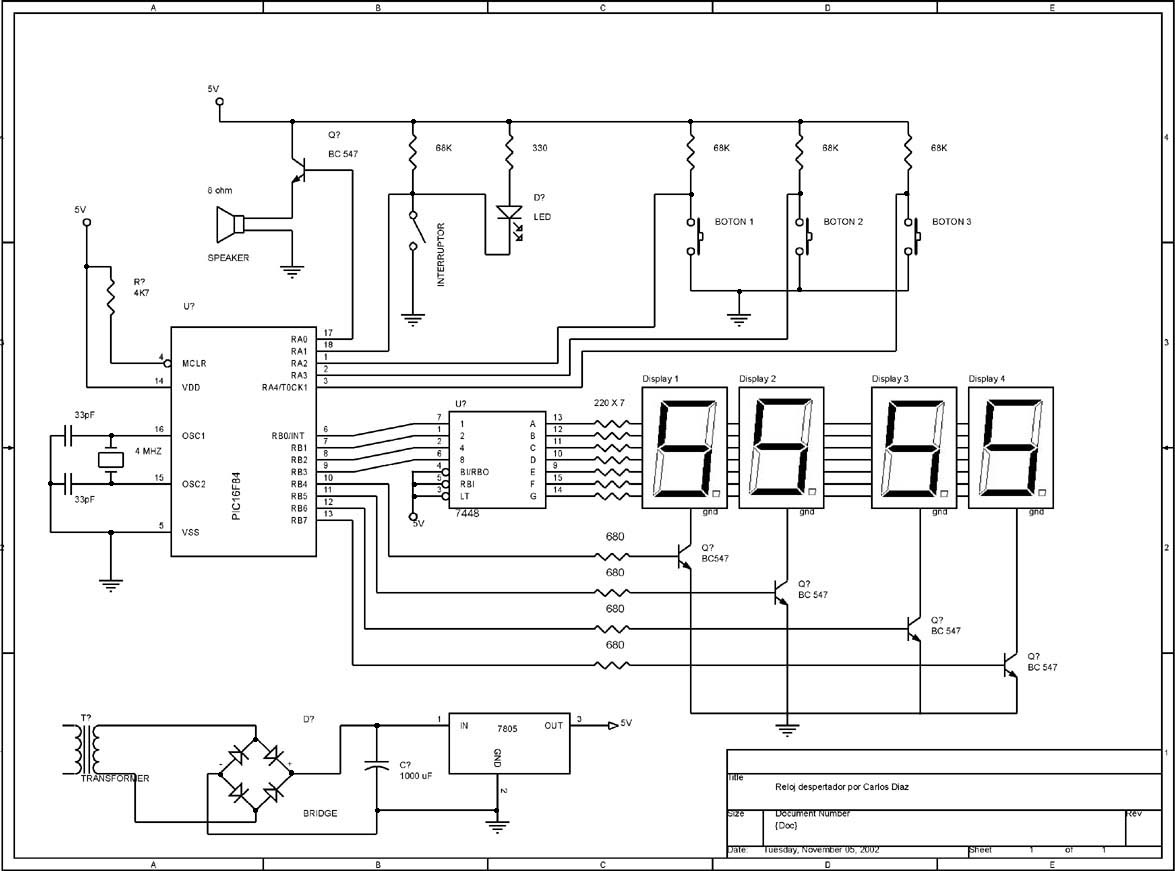 A B C D E
5V
Q?
BC 547
68K
330
68K
68K
68K
4
8 ohm
D?
LED
5V
SPEAKER
INTERRUPTOR
BOTON 1
BOTON 2
BOTON 3
R?
4K7
U?
3
3
MCLR 4
VDD 14
RA0 17
RA1 18
RA2 1
RA3 2
RA4/T0CK1 3
Display 1
Display 2
Display 3
Display 4
33pF
4 MHZ
33pF
OSC1 16
OSC2 15
VSS 5
PIC16F84
RB0/INT 6
RB1 7
RB2 8
RB3 9
RB4 10
RB5 11
RB6 12
RB7 13
U?
7 1 A 13
1 2 B 12
2 4 C 11
6 8 D 10
4 BI/RBO E 9
5 RBI F 15
3 LT G 14
7448
5V
220 X 7
gnd
gnd
gnd
gnd
2
2
680
680
680
680
Q?
BC547
Q?
BC 547
Q?
BC 547
Q?
BC 547
T?
TRANSFORMER
D?
- +
BRIDGE
C?
1000 uF
1 IN 7805 OUT 3
GND
2
5V
1
Title
Reloj despertador por Carlos Diaz
Size
Document Number
Rev
{Doc}
Date: Tuesday, November 05, 2002
Sheet 1 of 1
A B C D E